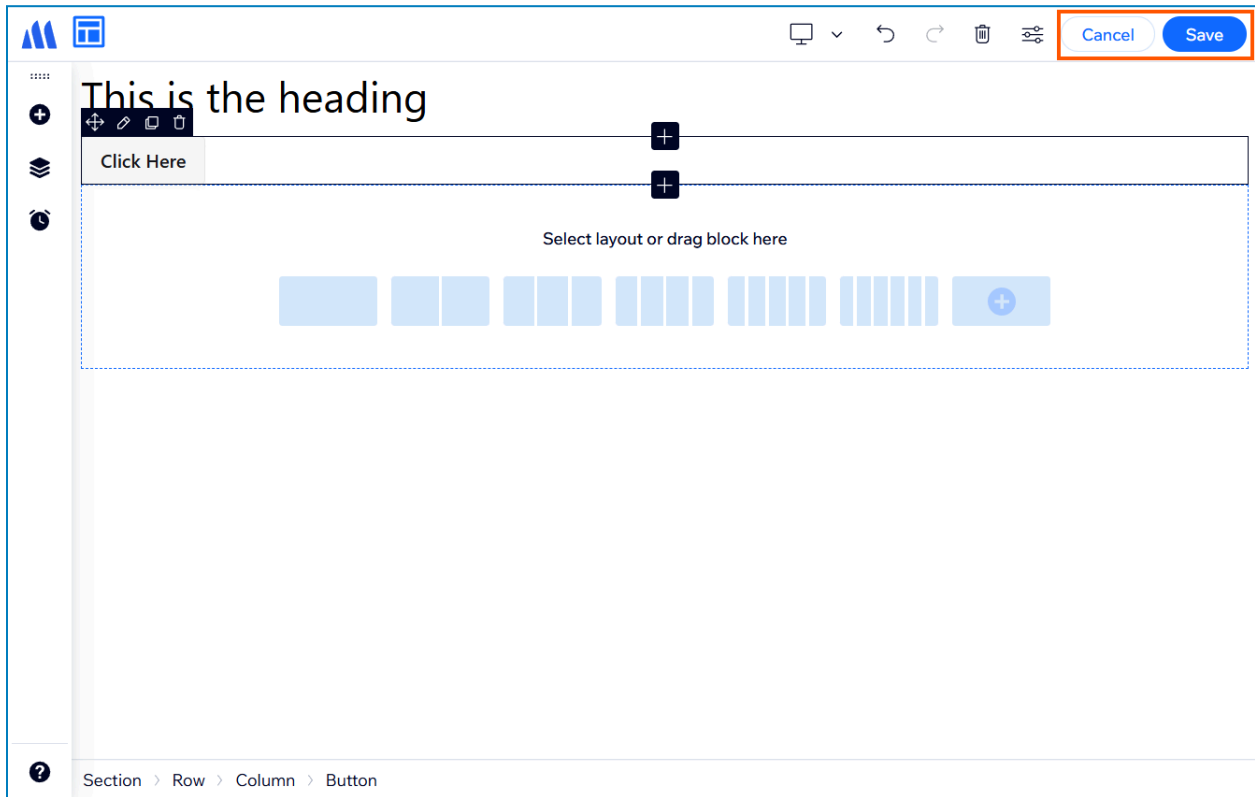 Cancel
Save
This is the heading
Click Here
Select layout or drag block here
Section > Row > Column > Button